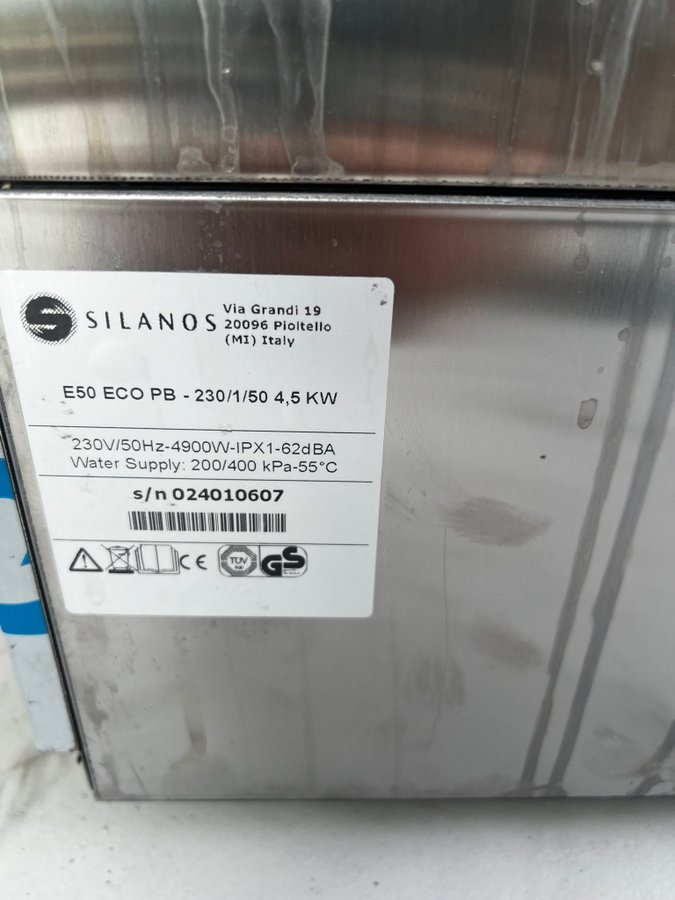 SILANOS
Via Grandi 19
20096 Pioltello
(MI) Italy
E50 ECO PB - 230/1/50 4,5 KW
230V/50Hz-4900W-IPX1-62dBA
Water Supply: 200/400 kPa-55°C
s/n 024010607
CE TÜV GS